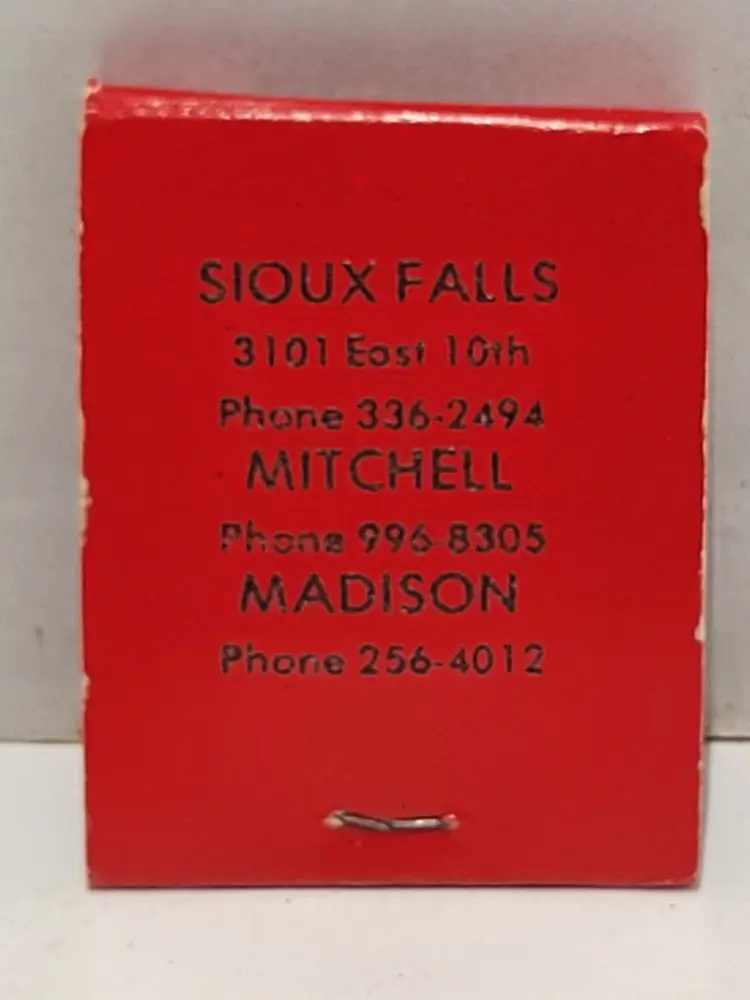 SIOUX FALLS
3101 East 10th
Phone 336-2494
MITCHELL
Phone 996-8305
MADISON
Phone 256-4012